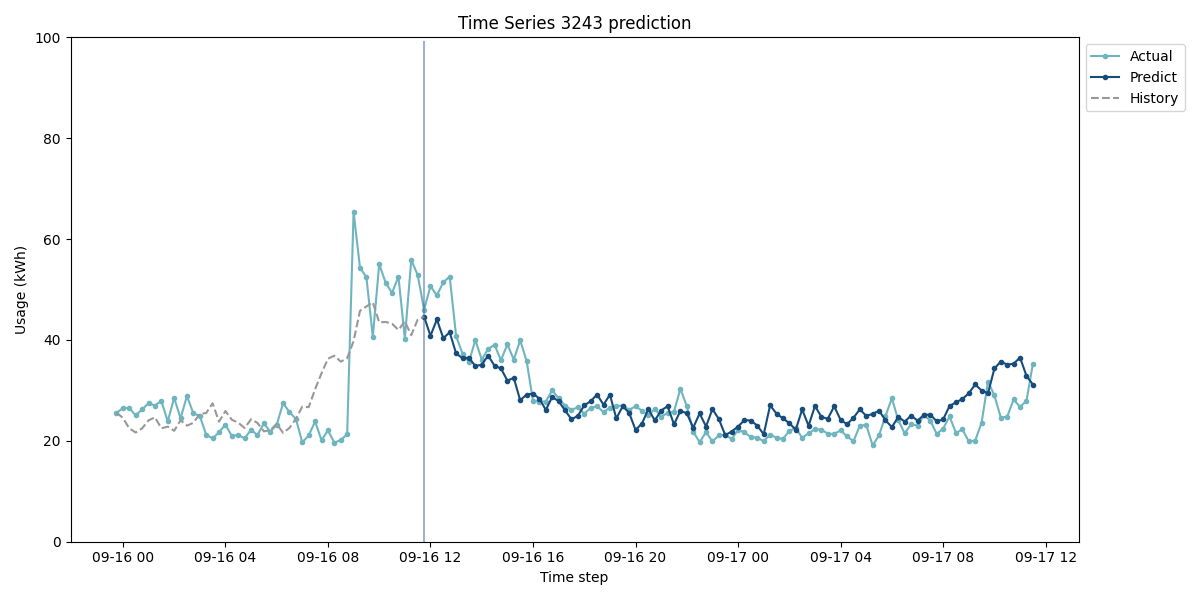 Time Series 3243 prediction
100
80
60
40
20
0
Usage (kWh)
09-16 00
09-16 04
09-16 08
09-16 12
09-16 16
09-16 20
09-17 00
09-17 04
09-17 08
09-17 12
Time step
Actual
Predict
History